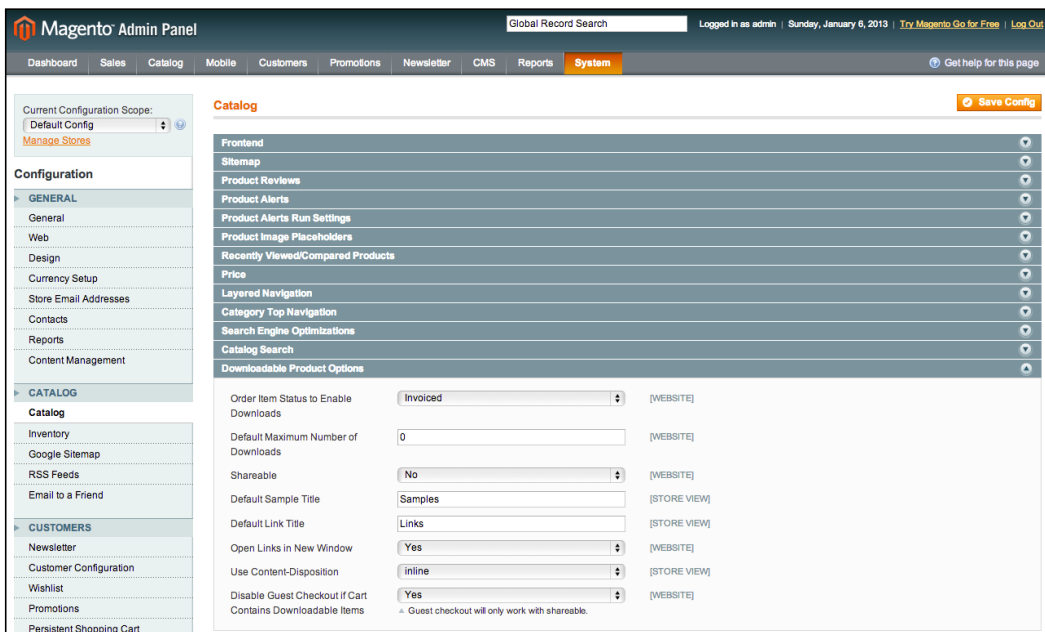 Magento® Admin Panel
Global Record Search
Logged in as admin | Sunday, January 6, 2013 | Try Magento Go for Free | Log Out
Dashboard Sales Catalog Mobile Customers Promotions Newsletter CMS Reports System
Get help for this page
Current Configuration Scope:
Default Config
Manage Stores
Configuration
GENERAL
General
Web
Design
Currency Setup
Store Email Addresses
Contacts
Reports
Content Management
CATALOG
Catalog
Inventory
Google Sitemap
RSS Feeds
Email to a Friend
CUSTOMERS
Newsletter
Customer Configuration
Wishlist
Promotions
Persistent Shopping Cart
Catalog
Save Config
Frontend
Sitemap
Product Reviews
Product Alerts
Product Alerts Run Settings
Product Image Placeholders
Recently Viewed/Compared Products
Price
Layered Navigation
Category Top Navigation
Search Engine Optimizations
Catalog Search
Downloadable Product Options
Order Item Status to Enable
Downloads
Invoiced
[WEBSITE]
Default Maximum Number of
Downloads
0
[WEBSITE]
Shareable
No
[WEBSITE]
Default Sample Title
Samples
[STORE VIEW]
Default Link Title
Links
[STORE VIEW]
Open Links in New Window
Yes
[WEBSITE]
Use Content-Disposition
inline
[STORE VIEW]
Disable Guest Checkout if Cart
Contains Downloadable Items
Yes
[WEBSITE]
Guest checkout will only work with shareable.